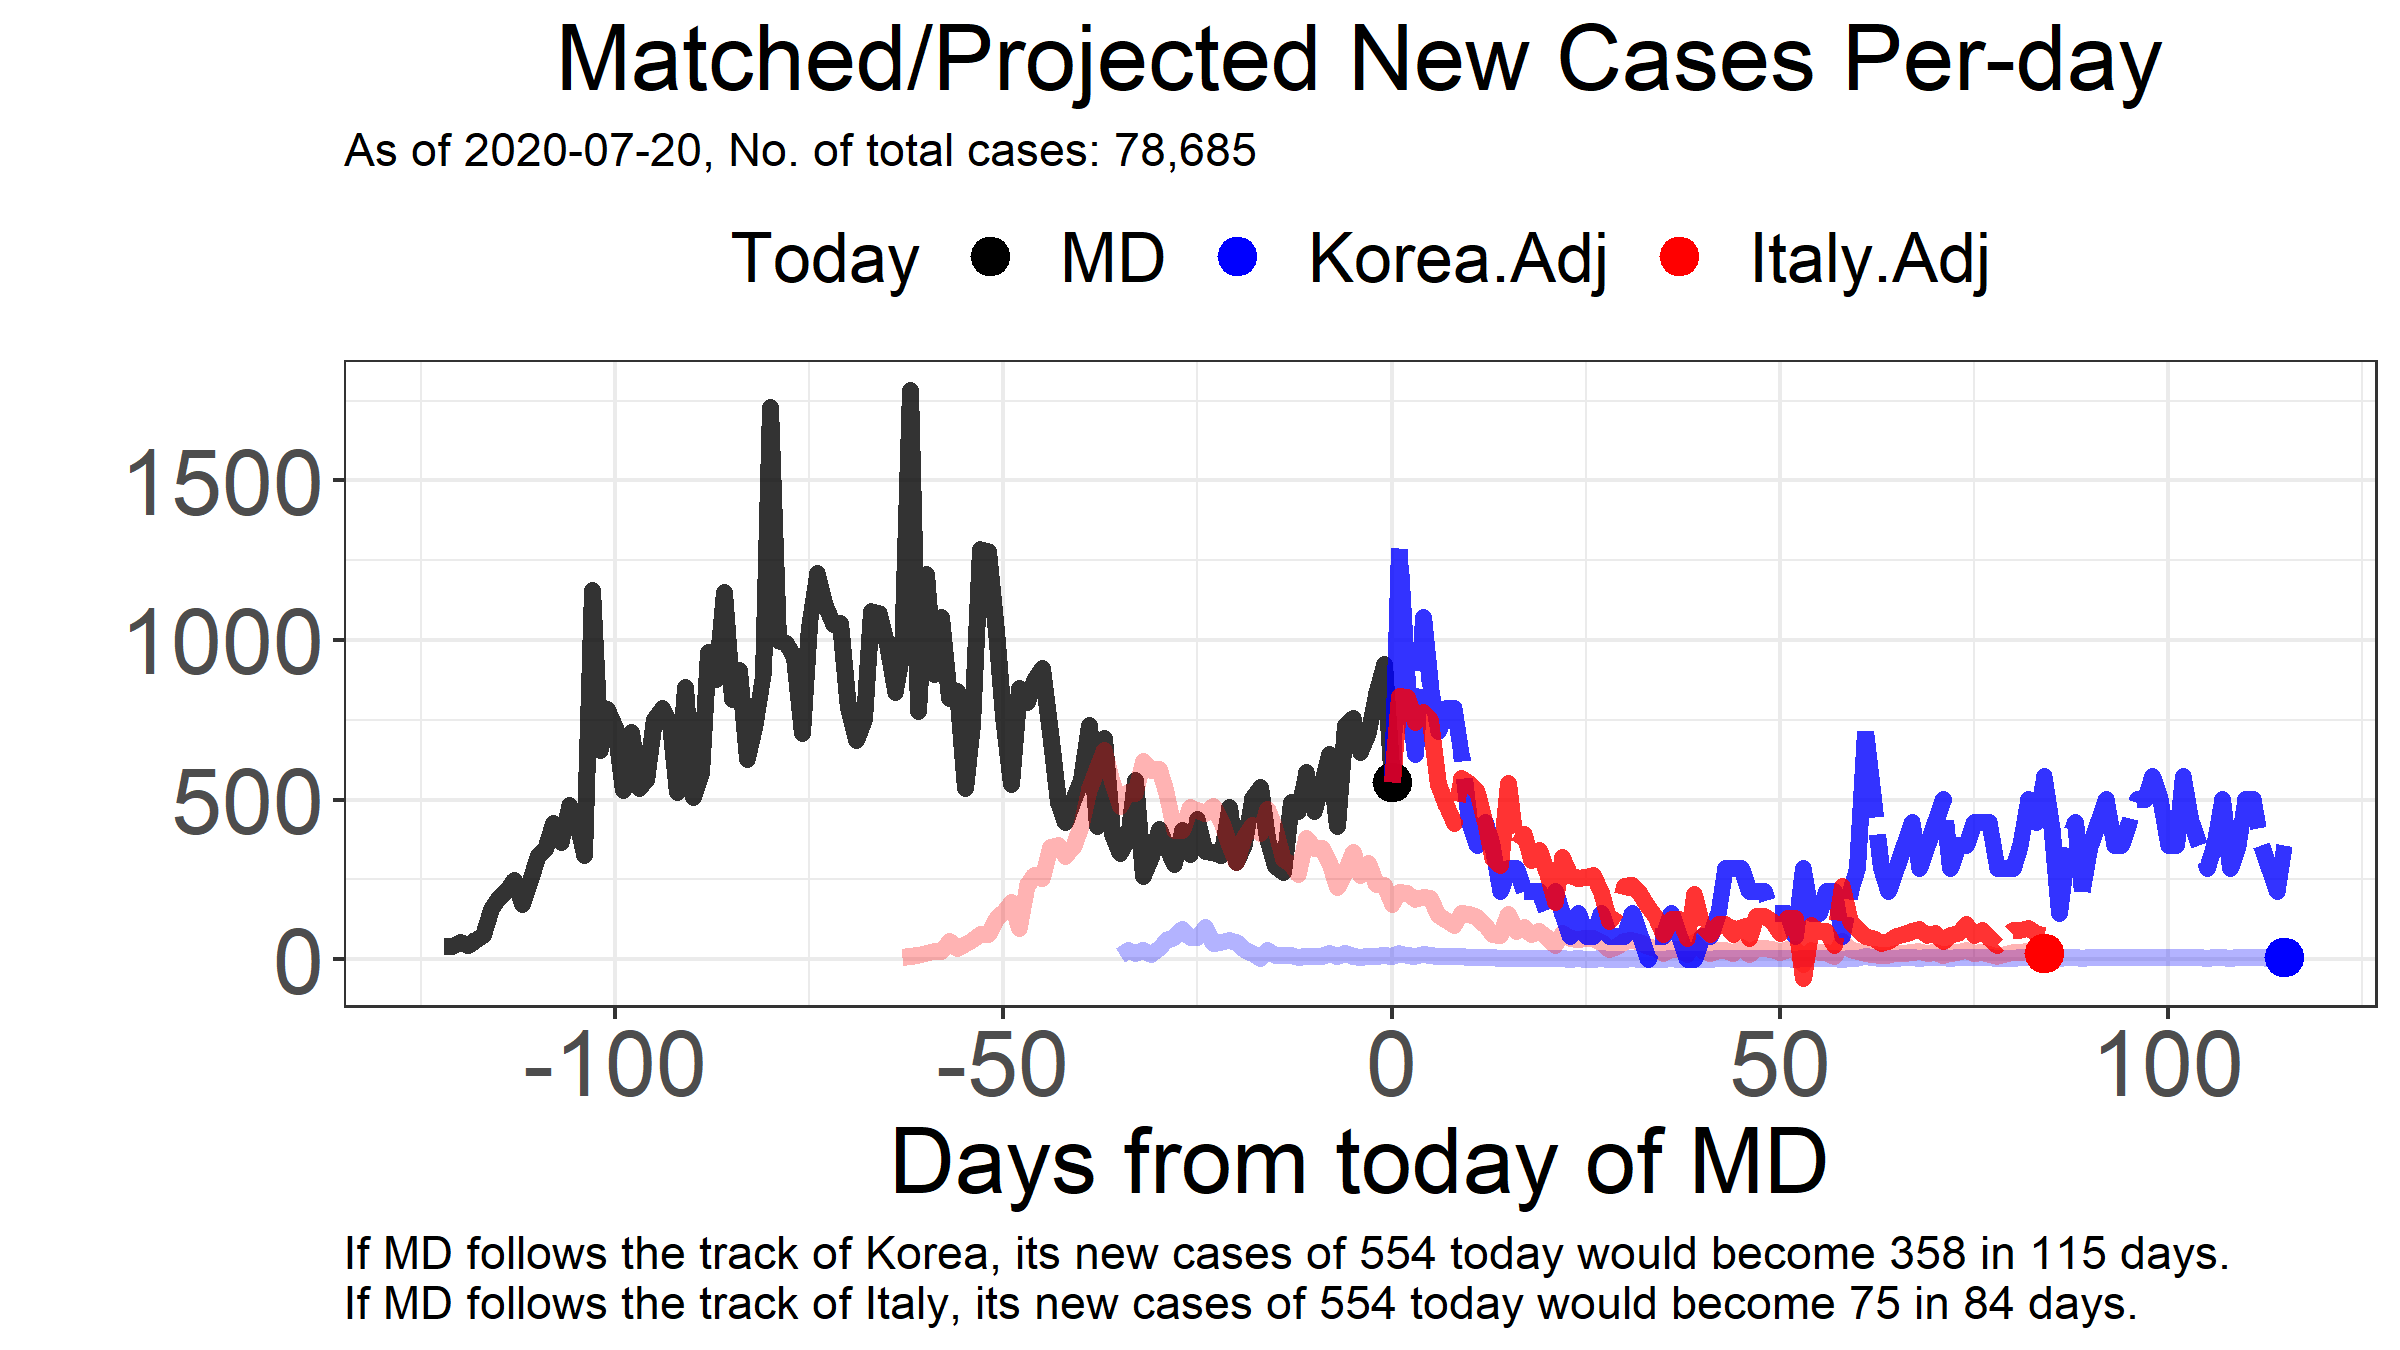 Matched/Projected New Cases Per-day
As of 2020-07-20, No. of total cases: 78,685
Today MD Korea.Adj Italy.Adj
1500
1000
500
0
-100 -50 0 50 100
Days from today of MD
If MD follows the track of Korea, its new cases of 554 today would become 358 in 115 days.
If MD follows the track of Italy, its new cases of 554 today would become 75 in 84 days.